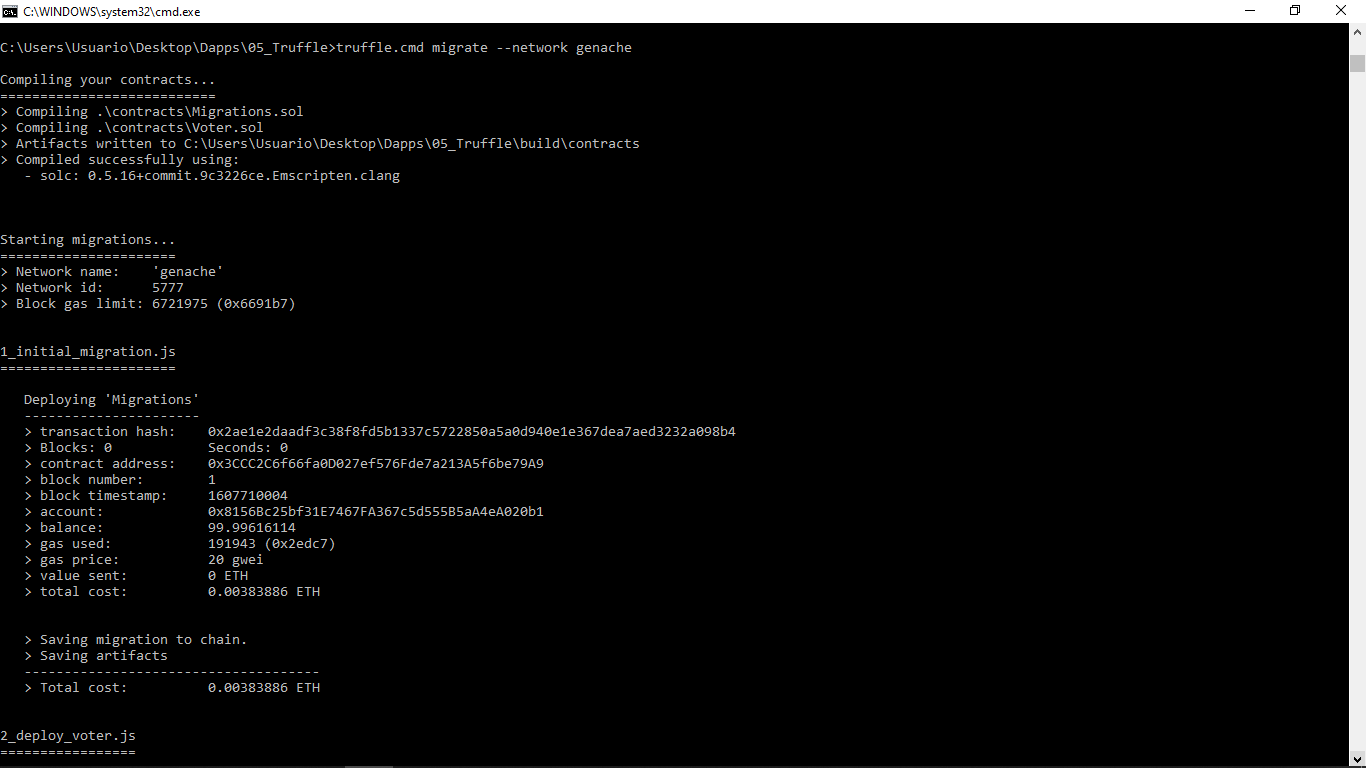 C:\WINDOWS\system32\cmd.exe
C:\Users\Usuario\Desktop\Dapps\05_Truffle>truffle.cmd migrate --network genache
Compiling your contracts...
===========================
> Compiling .\contracts\Migrations.sol
> Compiling .\contracts\Voter.sol
> Artifacts written to C:\Users\Usuario\Desktop\Dapps\05_Truffle\build\contracts
> Compiled successfully using:
   - solc: 0.5.16+commit.9c3226ce.Emscripten.clang
Starting migrations...
======================
> Network name:    'genache'
> Network id:      5777
> Block gas limit: 6721975 (0x6691b7)
1_initial_migration.js
======================
   Deploying 'Migrations'
   ----------------------
   > transaction hash:    0x2ae1e2daadf3c38f8fd5b1337c5722850a5a0d940e1e367dea7aed3232a098b4
   > Blocks: 0            Seconds: 0
   > contract address:    0x3CCC2C6f66fa0D027ef576Fde7a213A5f6be79A9
   > block number:        1
   > block timestamp:     1607710004
   > account:             0x8156Bc25bf31E7467FA367c5d555B5aA4eA020b1
   > balance:             99.99616114
   > gas used:            191943 (0x2edc7)
   > gas price:           20 gwei
   > value sent:          0 ETH
   > total cost:          0.00383886 ETH
   > Saving migration to chain.
   > Saving artifacts
   -------------------------------------
   > Total cost:          0.00383886 ETH
2_deploy_voter.js
=================